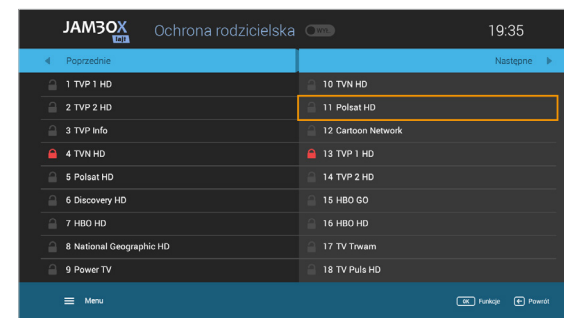 JAMBOX
fajt
Ochrona rodzicielska
WYŁ.
19:35
Poprzednie
Następne
1 TVP 1 HD
2 TVP 2 HD
3 TVP Info
4 TVN HD
5 Polsat HD
6 Discovery HD
7 HBO HD
8 National Geographic HD
9 Power TV
10 TVN HD
11 Polsat HD
12 Cartoon Network
13 TVP 1 HD
14 TVP 2 HD
15 HBO GO
16 HBO HD
17 TV Trwam
18 TV Puls HD
Menu
OK Funkcje
Powrót